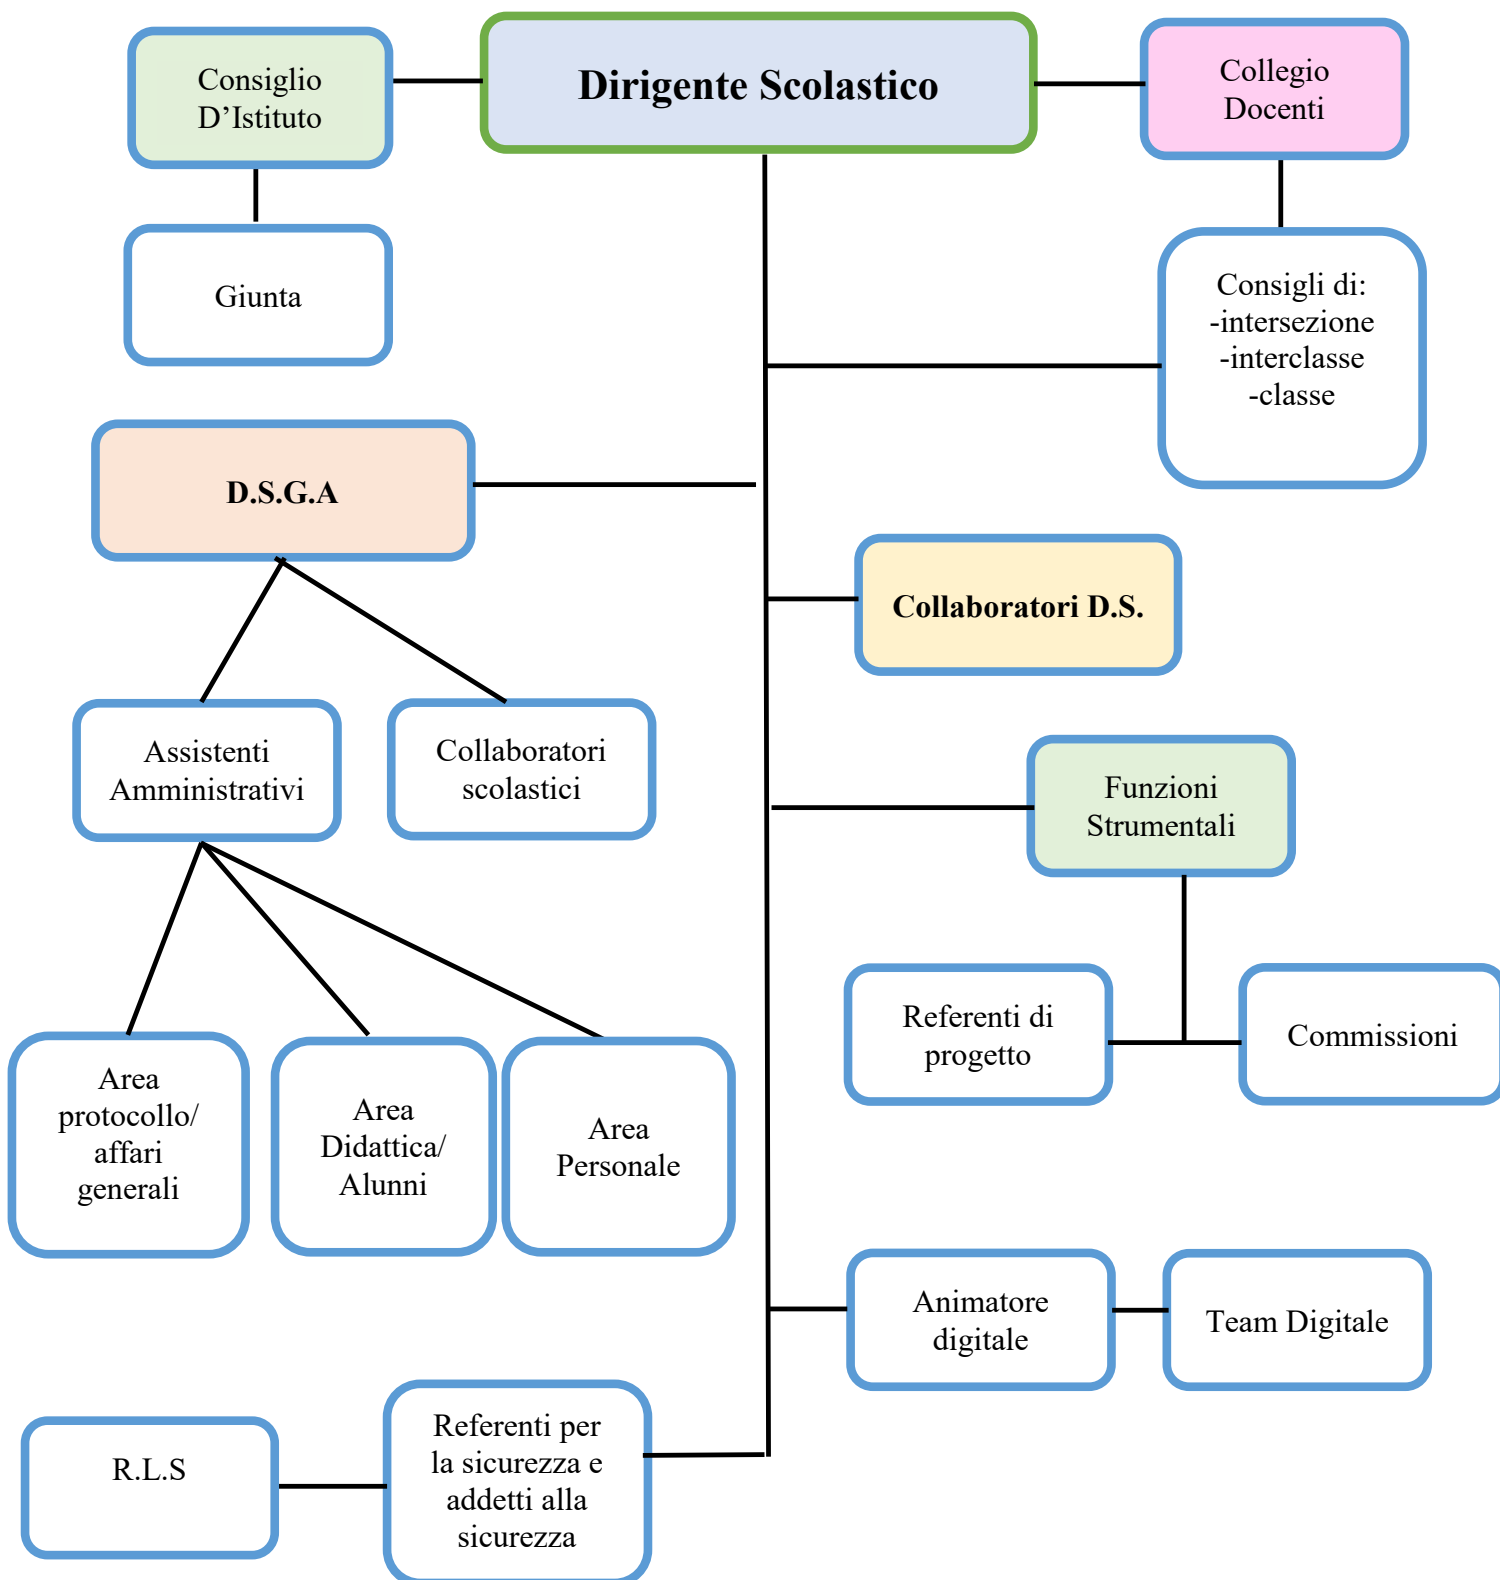 Consiglio
D’Istituto
Dirigente Scolastico
Collegio
Docenti
Giunta
Consigli di:
-intersezione
-interclasse
-classe
D.S.G.A
Collaboratori D.S.
Assistenti
Amministrativi
Collaboratori
scolastici
Funzioni
Strumentali
Referenti di
progetto
Commissioni
Area
protocollo/
affari
generali
Area
Didattica/
Alunni
Area
Personale
Animatore
digitale
Team Digitale
R.L.S
Referenti per
la sicurezza e
addetti alla
sicurezza